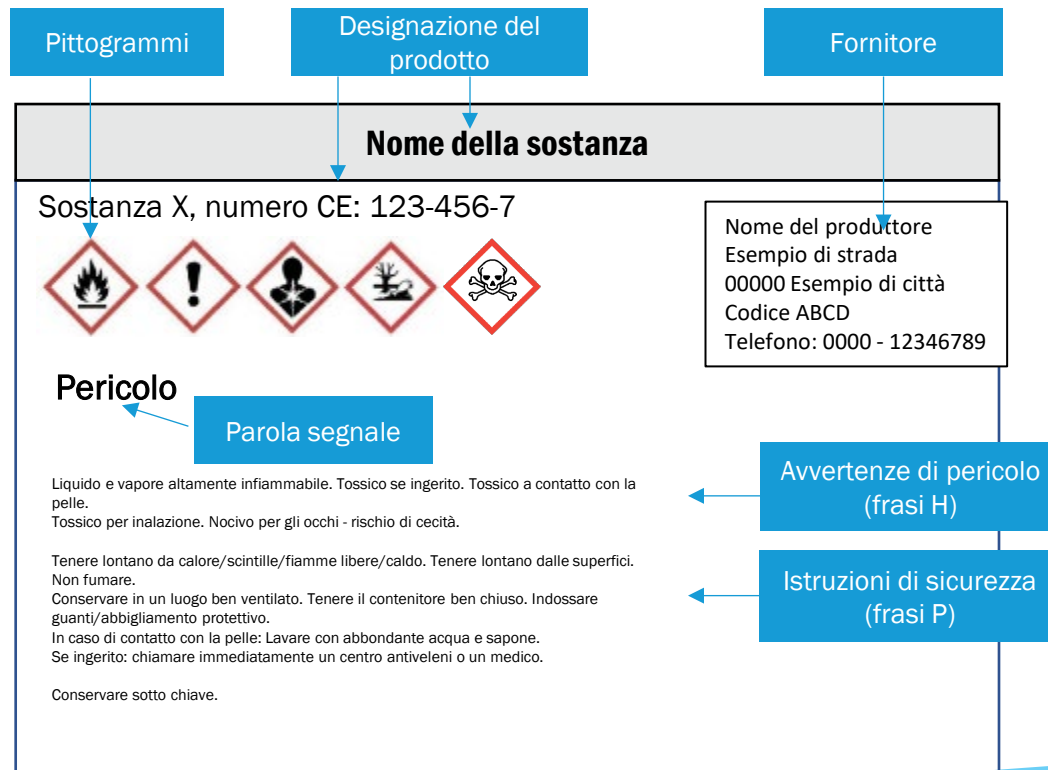 Pittogrammi
Designazione del
prodotto
Fornitore
Nome della sostanza
Sostanza X, numero CE: 123-456-7
Nome del produttore
Esempio di strada
00000 Esempio di città
Codice ABCD
Telefono: 0000 - 12346789
Pericolo
Parola segnale
Liquido e vapore altamente infiammabile. Tossico se ingerito. Tossico a contatto con la
pelle.
Tossico per inalazione. Nocivo per gli occhi - rischio di cecità.
Avvertenze di pericolo
(frasi H)
Tenere lontano da calore/scintille/fiamme libere/caldo. Tenere lontano dalle superfici.
Non fumare.
Conservare in un luogo ben ventilato. Tenere il contenitore ben chiuso. Indossare
guanti/abbigliamento protettivo.
In caso di contatto con la pelle: Lavare con abbondante acqua e sapone.
Se ingerito: chiamare immediatamente un centro antiveleni o un medico.
Istruzioni di sicurezza
(frasi P)
Conservare sotto chiave.